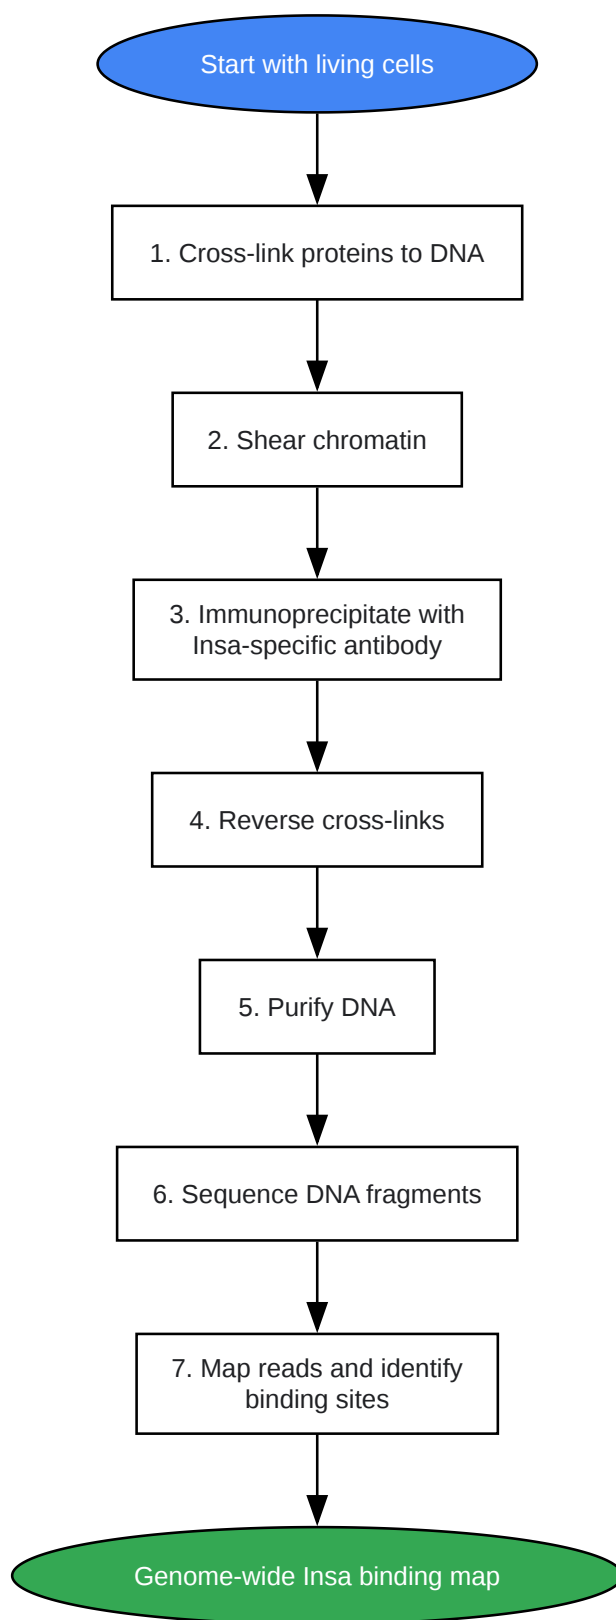 Start with living cells
1. Cross-link proteins to DNA
2. Shear chromatin
3. Immunoprecipitate with
Insa-specific antibody
4. Reverse cross-links
5. Purify DNA
6. Sequence DNA fragments
7. Map reads and identify
binding sites
Genome-wide Insa binding map